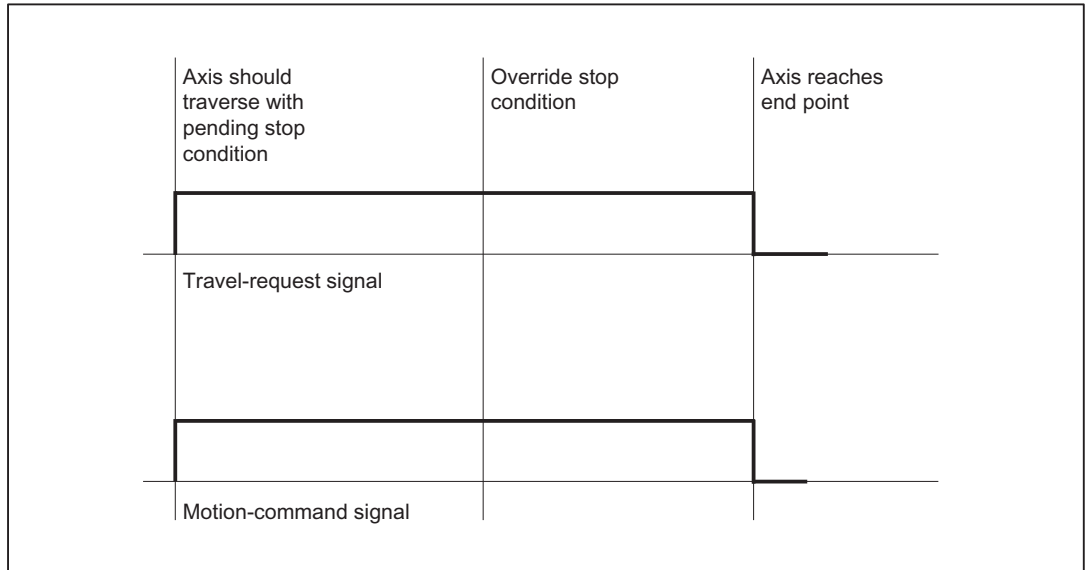 Axis should
traverse with
pending stop
condition
Override stop
condition
Axis reaches
end point
Travel-request signal
Motion-command signal